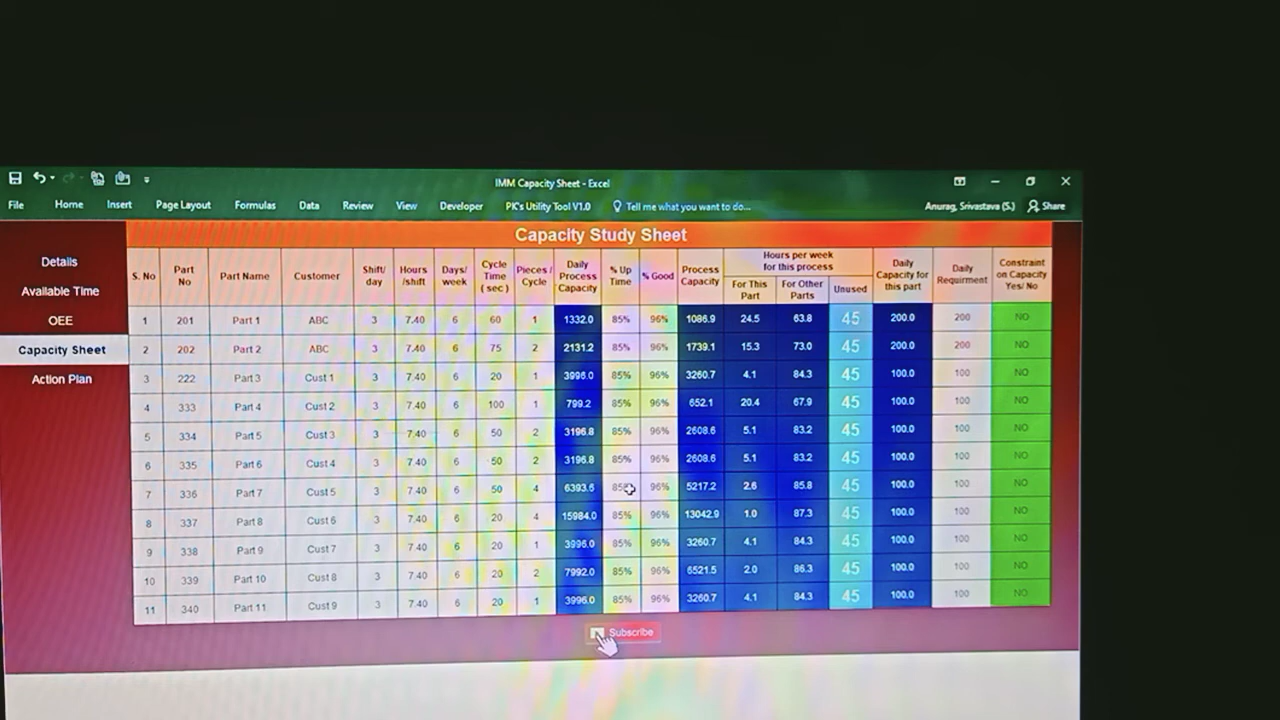 IMM Capacity Sheet - Excel
File Home Insert Page Layout Formulas Data Review View Developer PK's Utility Tool V1.0 Tell me what you want to do... Anurag, Srivastava (S.) Share
Capacity Study Sheet
Details
Available Time
OEE
Capacity Sheet
Action Plan
S. No Part No Part Name Customer Shift/ day Hours /shift Days/ week Cycle Time ( sec ) Pieces / Cycle Daily Process Capacity % Up Time % Good Process Capacity Hours per week for this process For This Part For Other Parts Unused Daily Capacity for this part Daily Requirment Constraint on Capacity Yes/ No
1 201 Part 1 ABC 3 7.40 6 60 1 1332.0 85% 96% 1086.9 24.5 63.8 45 200.0 200 NO
2 202 Part 2 ABC 3 7.40 6 75 2 2131.2 85% 96% 1739.1 15.3 73.0 45 200.0 200 NO
3 222 Part 3 Cust 1 3 7.40 6 20 1 3996.0 85% 96% 3260.7 4.1 84.3 45 100.0 100 NO
4 333 Part 4 Cust 2 3 7.40 6 100 1 799.2 85% 96% 652.1 20.4 67.9 45 100.0 100 NO
5 334 Part 5 Cust 3 3 7.40 6 50 2 3196.8 85% 96% 2608.6 5.1 83.2 45 100.0 100 NO
6 335 Part 6 Cust 4 3 7.40 6 50 2 3196.8 85% 96% 2608.6 5.1 83.2 45 100.0 100 NO
7 336 Part 7 Cust 5 3 7.40 6 50 4 6393.6 85% 96% 5217.2 2.6 85.8 45 100.0 100 NO
8 337 Part 8 Cust 6 3 7.40 6 20 4 15984.0 85% 96% 13042.9 1.0 87.3 45 100.0 100 NO
9 338 Part 9 Cust 7 3 7.40 6 20 1 3996.0 85% 96% 3260.7 4.1 84.3 45 100.0 100 NO
10 339 Part 10 Cust 8 3 7.40 6 20 2 7992.0 85% 96% 6521.5 2.0 86.3 45 100.0 100 NO
11 340 Part 11 Cust 9 3 7.40 6 20 1 3996.0 85% 96% 3260.7 4.1 84.3 45 100.0 100 NO
Subscribe